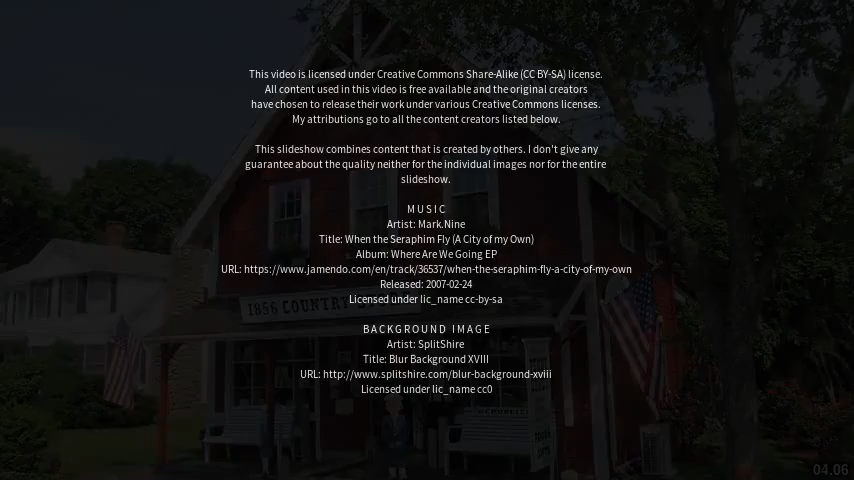 This video is licensed under Creative Commons Share-Alike (CC BY-SA) license.
All content used in this video is free available and the original creators
have chosen to release their work under various Creative Commons licenses.
My attributions go to all the content creators listed below.
This slideshow combines content that is created by others. I don't give any
guarantee about the quality neither for the individual images nor for the entire
slideshow.
MUSIC
Artist: Mark.Nine
Title: When the Seraphim Fly (A City of my Own)
Album: Where Are We Going EP
URL: https://www.jamendo.com/en/track/36537/when-the-seraphim-fly-a-city-of-my-own
Released: 2007-02-24
Licensed under lic_name cc-by-sa
1856 COUNTRY
BACKGROUND IMAGE
Artist: SplitShire
Title: Blur Background XVIII
URL: http://www.splitshire.com/blur-background-xviii
Licensed under lic_name cc0
04.06